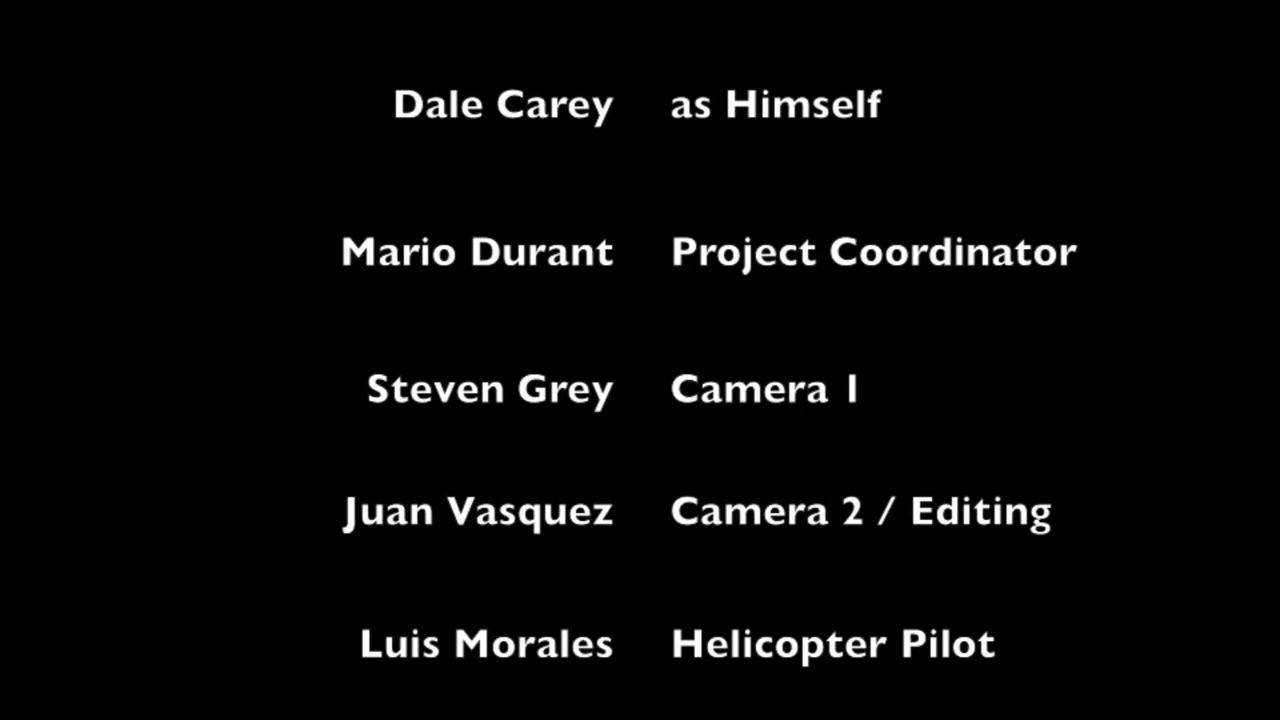 Dale Carey as Himself
Mario Durant Project Coordinator
Steven Grey Camera 1
Juan Vasquez Camera 2 / Editing
Luis Morales Helicopter Pilot